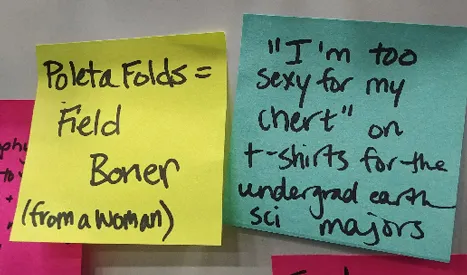 Poleta Folds =
Field
Boner
(from a woman)
"I'm too
sexy for my
chert" on
t-shirts for the
undergrad earth
sci majors